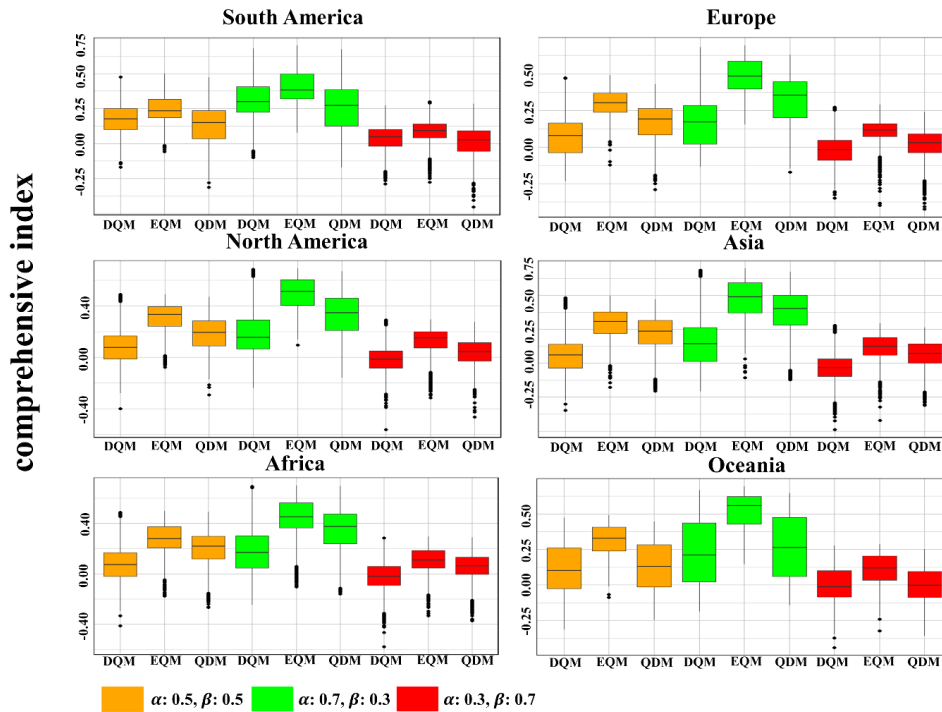 South America
Europe
comprehensive index
0.75
0.25
0.00
-0.25
DQM EQM QDM DQM EQM QDM DQM EQM QDM
0.50
0.25
0.00
-0.25
DQM EQM QDM DQM EQM QDM DQM EQM QDM
North America
Asia
0.40
0.00
-0.40
DQM EQM QDM DQM EQM QDM DQM EQM QDM
0.75
0.50
0.25
0.00
-0.25
DQM EQM QDM DQM EQM QDM DQM EQM QDM
Africa
Oceania
0.40
0.00
-0.40
DQM EQM QDM DQM EQM QDM DQM EQM QDM
0.50
0.25
0.00
-0.25
DQM EQM QDM DQM EQM QDM DQM EQM QDM
α: 0.5, β: 0.5 α: 0.7, β: 0.3 α: 0.3, β: 0.7